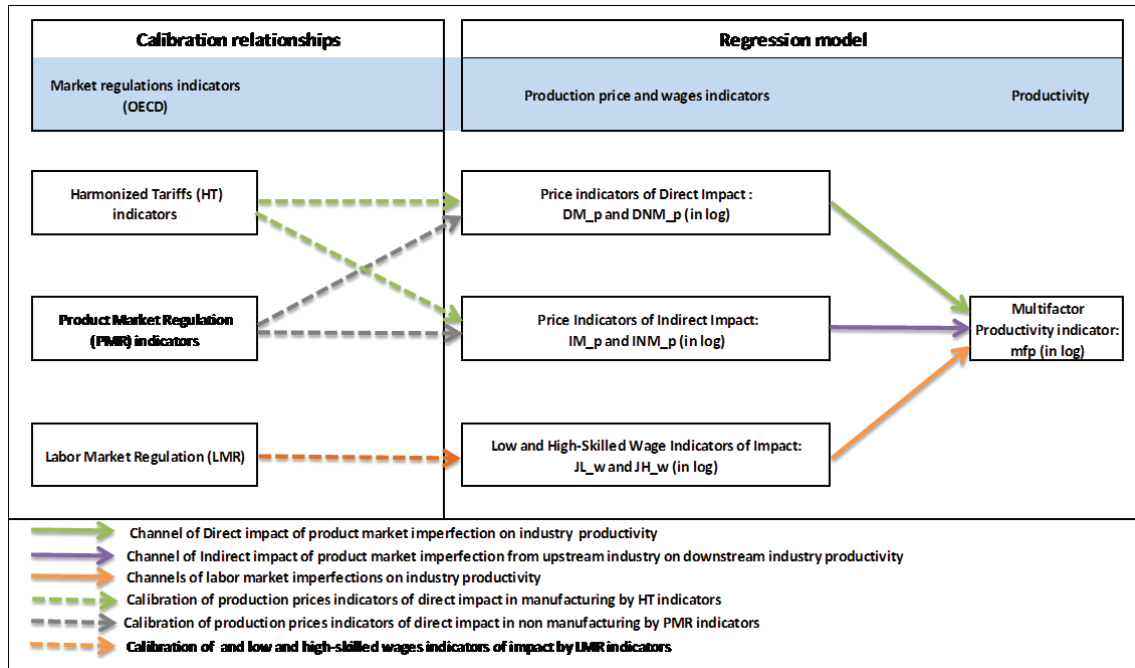 Calibration relationships
Regression model
Market regulations indicators
(OECD)
Production price and wages indicators
Productivity
Harmonized Tariffs (HT)
indicators
Price indicators of Direct Impact :
DM_p and DNM_p (in log)
Product Market Regulation
(PMR) indicators
Price Indicators of Indirect Impact:
IM_p and INM_p (in log)
Multifactor
Productivity indicator:
mfp (in log)
Labor Market Regulation (LMR)
Low and High-Skilled Wage Indicators of Impact:
JL_w and JH_w (in log)
Channel of Direct impact of product market imperfection on industry productivity
Channel of Indirect impact of product market imperfection from upstream industry on downstream industry productivity
Channels of labor market imperfections on industry productivity
Calibration of production prices indicators of direct impact in manufacturing by HT indicators
Calibration of production prices indicators of direct impact in non manufacturing by PMR indicators
Calibration of and low and high-skilled wages indicators of impact by LMR indicators